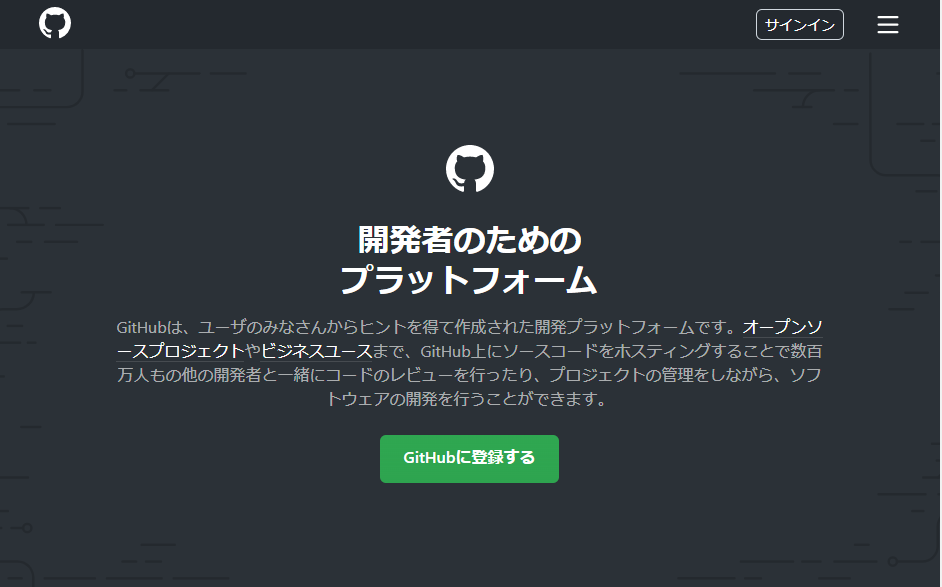 サインイン
開発者のための
プラットフォーム
GitHubは、ユーザのみなさんからヒントを得て作成された開発プラットフォームです。オープンソ
ースプロジェクトやビジネスユースまで、GitHub上にソースコードをホスティングすることで数百
万人もの他の開発者と一緒にコードのレビューを行ったり、プロジェクトの管理をしながら、ソフ
トウェアの開発を行うことができます。
GitHubに登録する